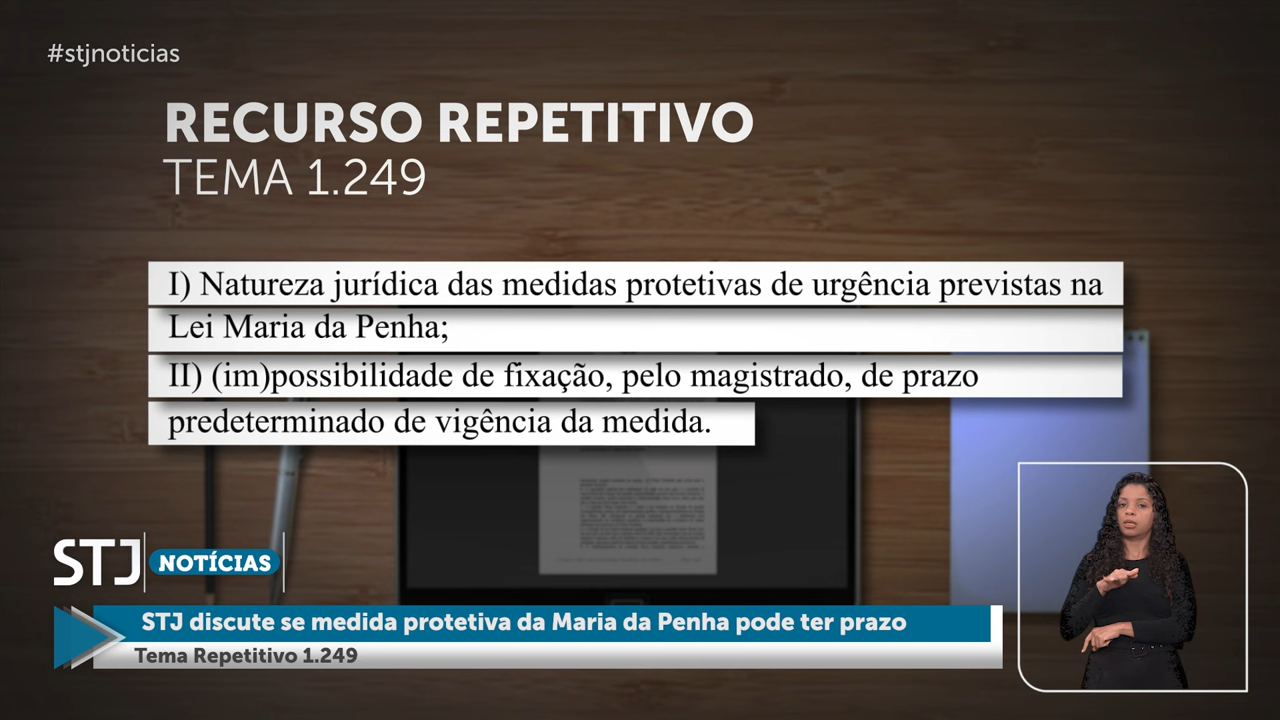 #stjnoticias
RECURSO REPETITIVO
TEMA 1.249
I) Natureza jurídica das medidas protetivas de urgência previstas na
Lei Maria da Penha;
II) (im)possibilidade de fixação, pelo magistrado, de prazo
predeterminado de vigência da medida.
STJ NOTÍCIAS
STJ discute se medida protetiva da Maria da Penha pode ter prazo
Tema Repetitivo 1.249